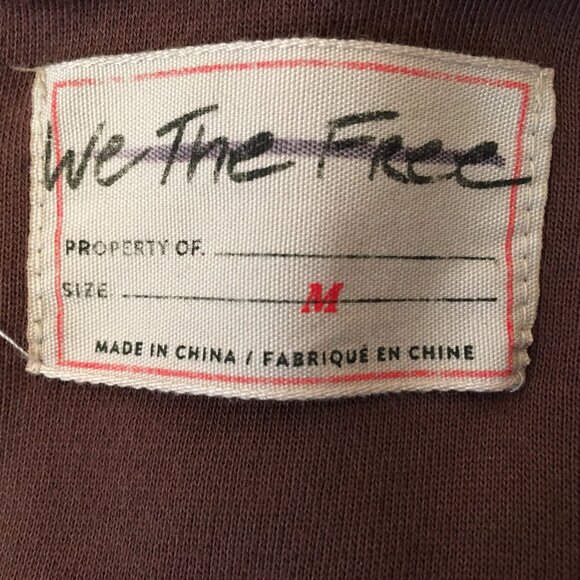 We The Free
PROPERTY OF.
SIZE M
MADE IN CHINA / FABRIQUÉ EN CHINE